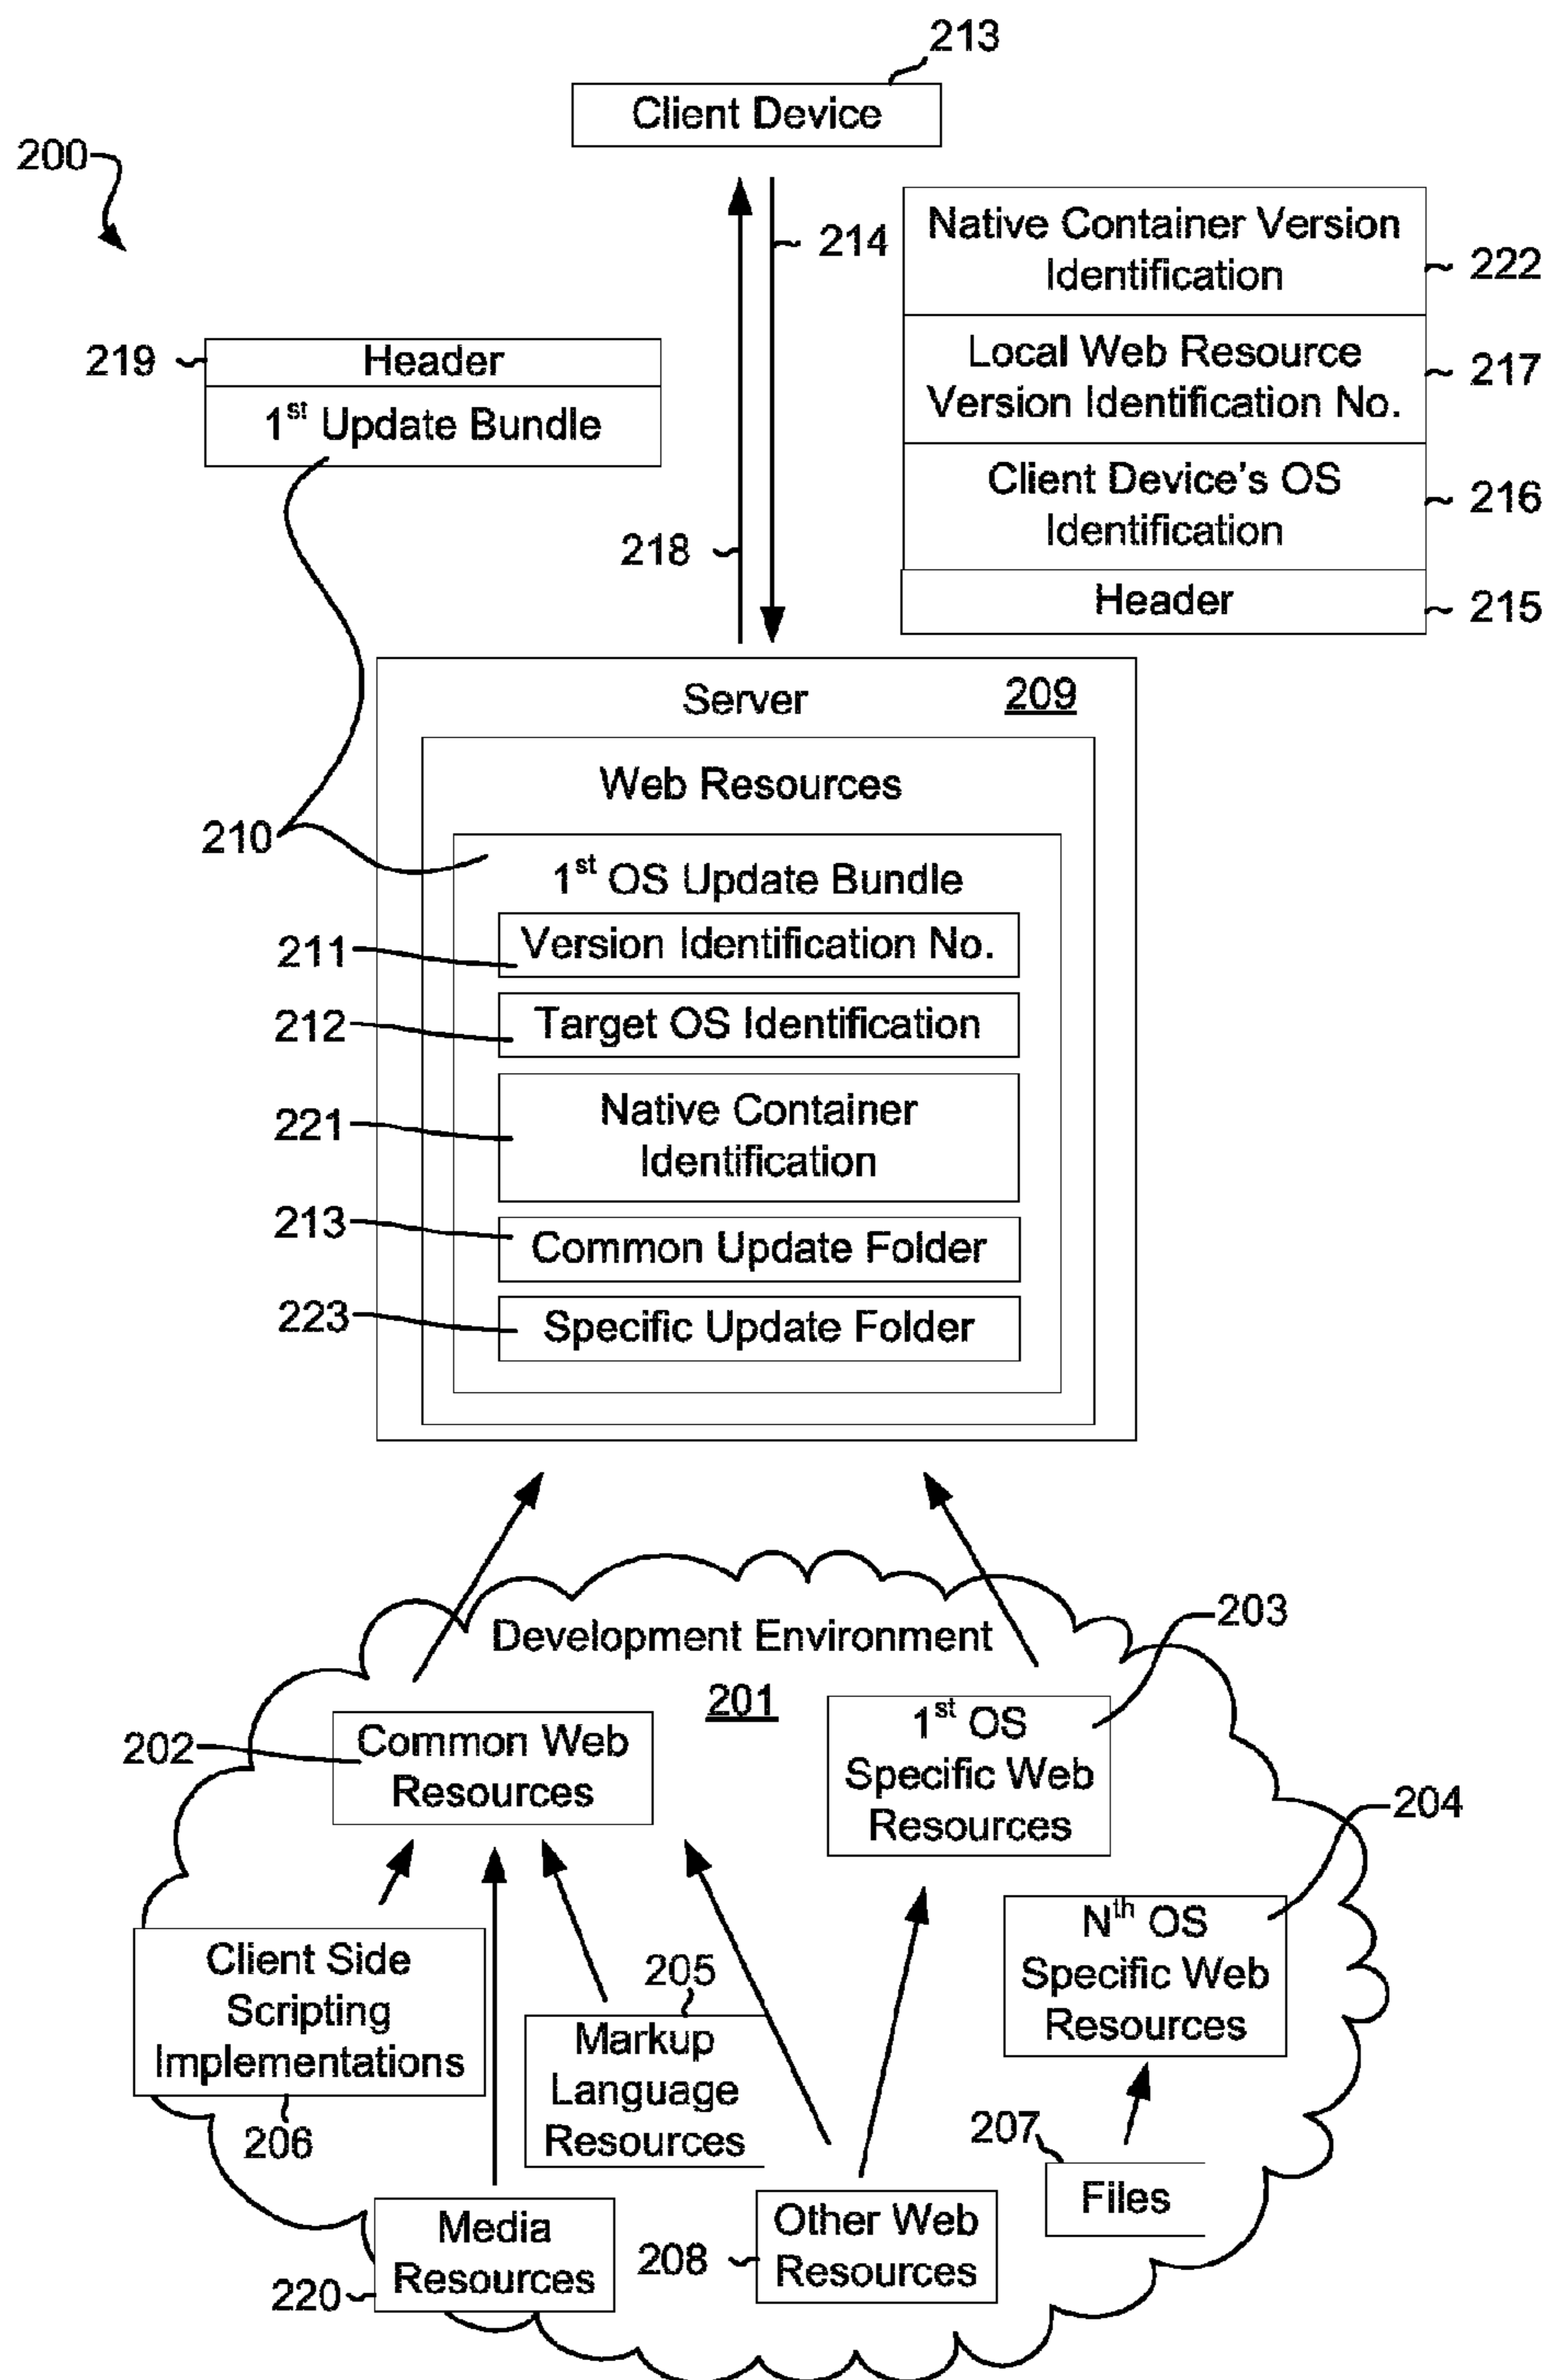 213
Client Device
200
214
Native Container Version
Identification
222
Local Web Resource
Version Identification No.
217
Client Device's OS
Identification
216
Header
215
219
Header
1st Update Bundle
218
Server
209
Web Resources
210
1st OS Update Bundle
211
Version Identification No.
212
Target OS Identification
221
Native Container
Identification
213
Common Update Folder
223
Specific Update Folder
Development Environment
201
203
202
Common Web
Resources
1st OS
Specific Web
Resources
204
Nth OS
Specific Web
Resources
Client Side
Scripting
Implementations
206
205
Markup
Language
Resources
207
Files
Media
Resources
220
208
Other Web
Resources